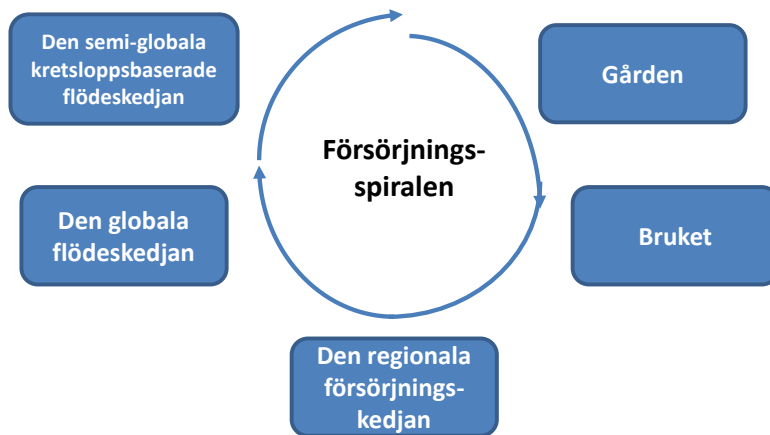 Den semi-globala
kretsloppsbaserade
flödeskedjan
Gården
Försörjnings-
spiralen
Den globala
flödeskedjan
Bruket
Den regionala
försörjnings-
kedjan